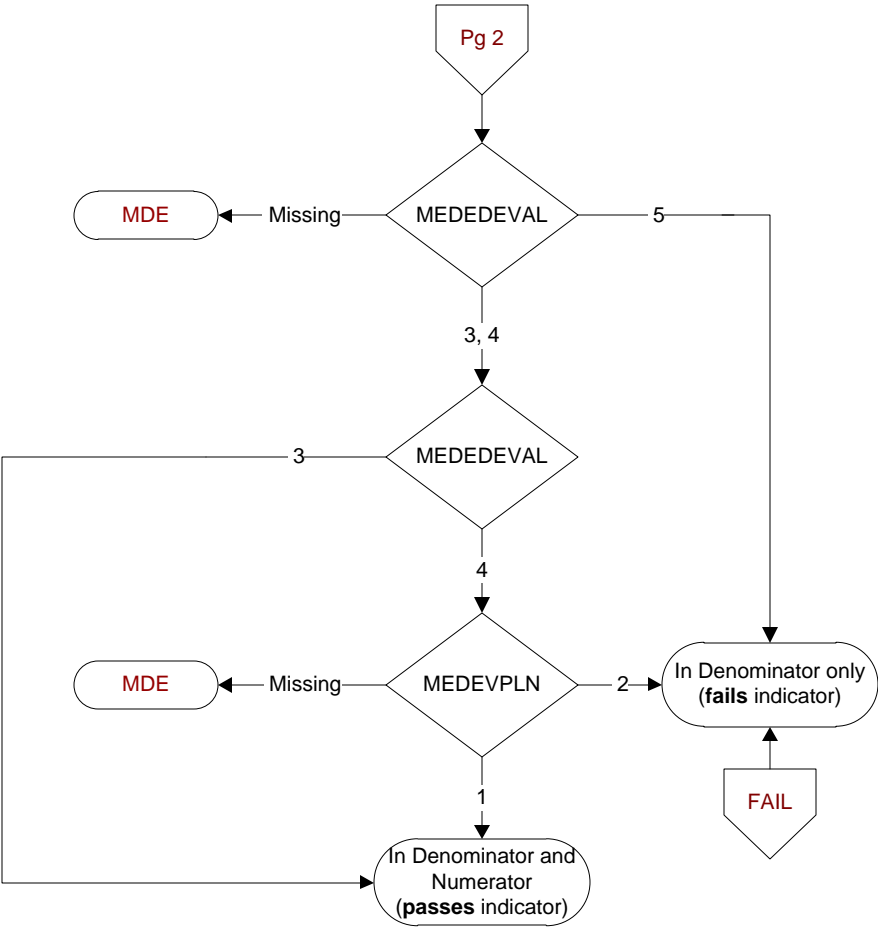 Pg 2
MDE
Missing
MEDEDEVAL
5
3, 4
3
MEDEDEVAL
4
MDE
Missing
MEDEVPLN
2
In Denominator only
(fails indicator)
1
FAIL
In Denominator and
Numerator
(passes indicator)